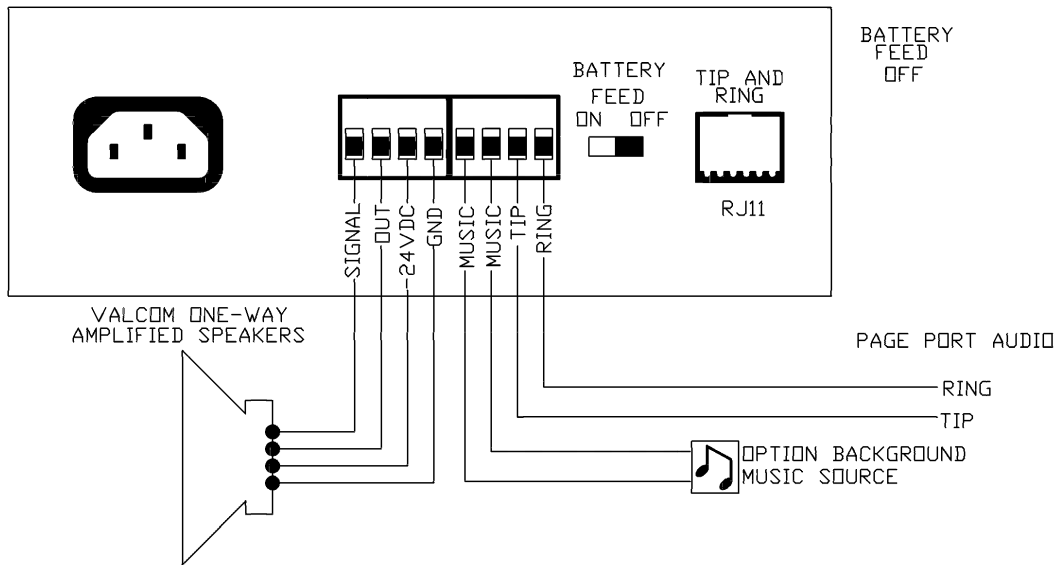 BATTERY
FEED
OFF
BATTERY
FEED
ON OFF
TIP AND
RING
RJ11
SIGNAL
OUT
24VDC
GND
MUSIC
MUSIC
TIP
RING
VALCOM ONE-WAY
AMPLIFIED SPEAKERS
PAGE PORT AUDIO
RING
TIP
OPTION BACKGROUND
MUSIC SOURCE